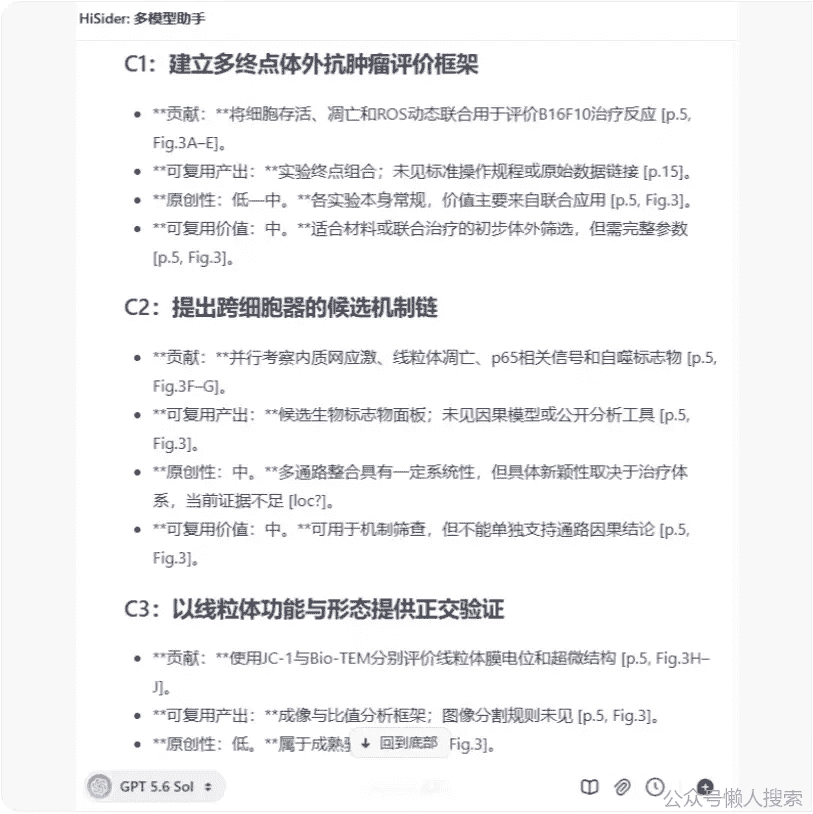 HiSider: 多模型助手
C1：建立多终点体外抗肿瘤评价框架
• **贡献：**将细胞存活、凋亡和ROS动态联合用于评价B16F10治疗反应 [p.5,
Fig.3A–E]。
• **可复用产出：**实验终点组合；未见标准操作规程或原始数据链接 [p.15]。
• **原创性：低—中。**各实验本身常规，价值主要来自联合应用 [p.5, Fig.3]。
• **可复用价值：中。**适合材料或联合治疗的初步体外筛选，但需完整参数
[p.5, Fig.3]。
C2：提出跨细胞器的候选机制链
• **贡献：**并行考察内质网应激、线粒体凋亡、p65相关信号和自噬标志物 [p.5,
Fig.3F–G]。
• **可复用产出：**候选生物标志物面板；未见因果模型或公开分析工具 [p.5,
Fig.3]。
• **原创性：中。**多通路整合具有一定系统性，但具体新颖性取决于治疗体
系，当前证据不足 [loc?]。
• **可复用价值：中。**可用于机制筛查，但不能单独支持通路因果结论 [p.5,
Fig.3]。
C3：以线粒体功能与形态提供正交验证
• **贡献：**使用JC-1与Bio-TEM分别评价线粒体膜电位和超微结构 [p.5, Fig.3H–
J]。
• **可复用产出：**成像与比值分析框架；图像分割规则未见 [p.5, Fig.3]。
• **原创性：低。**属于成熟 ↓ 回到底部 Fig.3]。
GPT 5.6 Sol
公众号懒人搜索